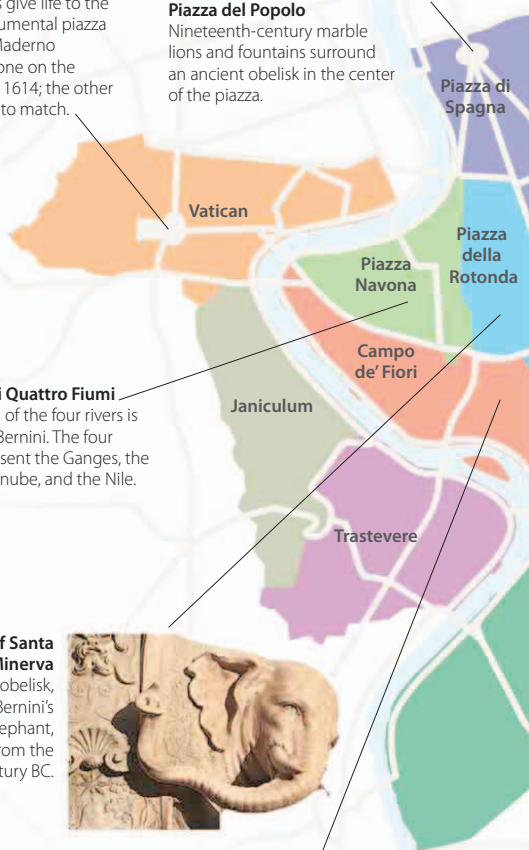 give life to the
umental piazza
Maderno
one on the
1614; the other
to match.
Piazza del Popolo
Nineteenth-century marble
lions and fountains surround
an ancient obelisk in the center
of the piazza.
Piazza di
Spagna
Vatican
Piazza
della
Rotonda
Piazza
Navona
Campo
de’ Fiori
i Quattro Fiumi
of the four rivers is
Bernini. The four
sent the Ganges, the
nube, and the Nile.
Janiculum
Trastevere
f Santa
Minerva
obelisk,
Bernini’s
ephant,
rom the
tury BC.